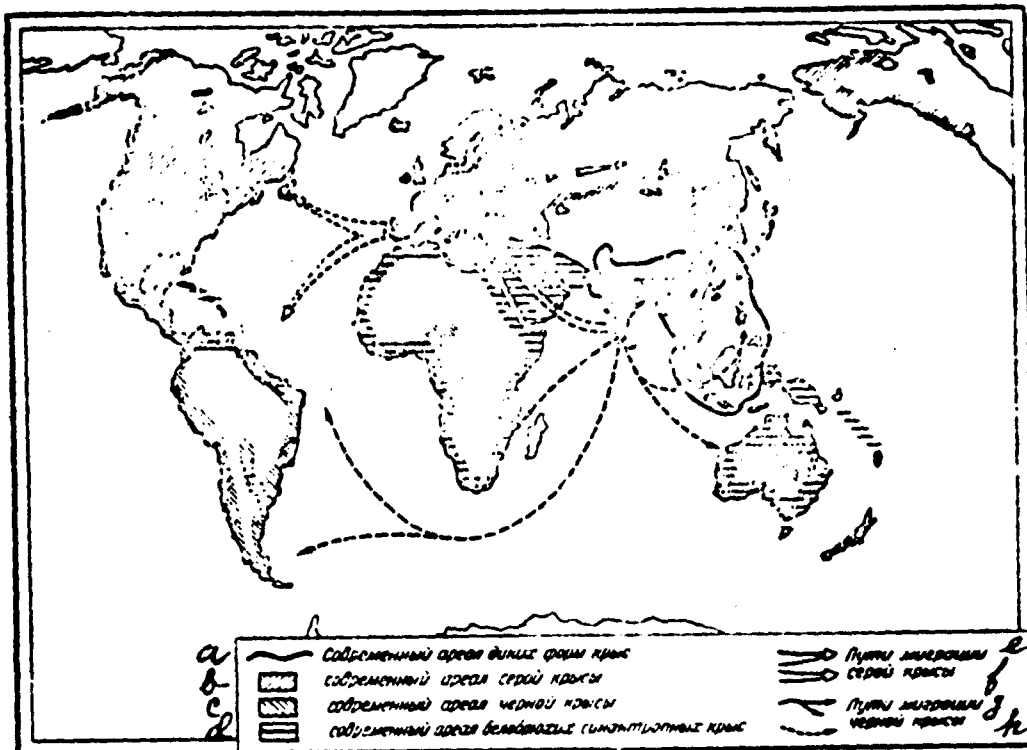 a Современный ареал диких форм крыс
b современный ареал серой крысы
c современный ареал черной крысы
d современный ареал белобрюхих синантропных крыс
e Пути миграции
f серой крысы
g Пути миграции
h черной крысы